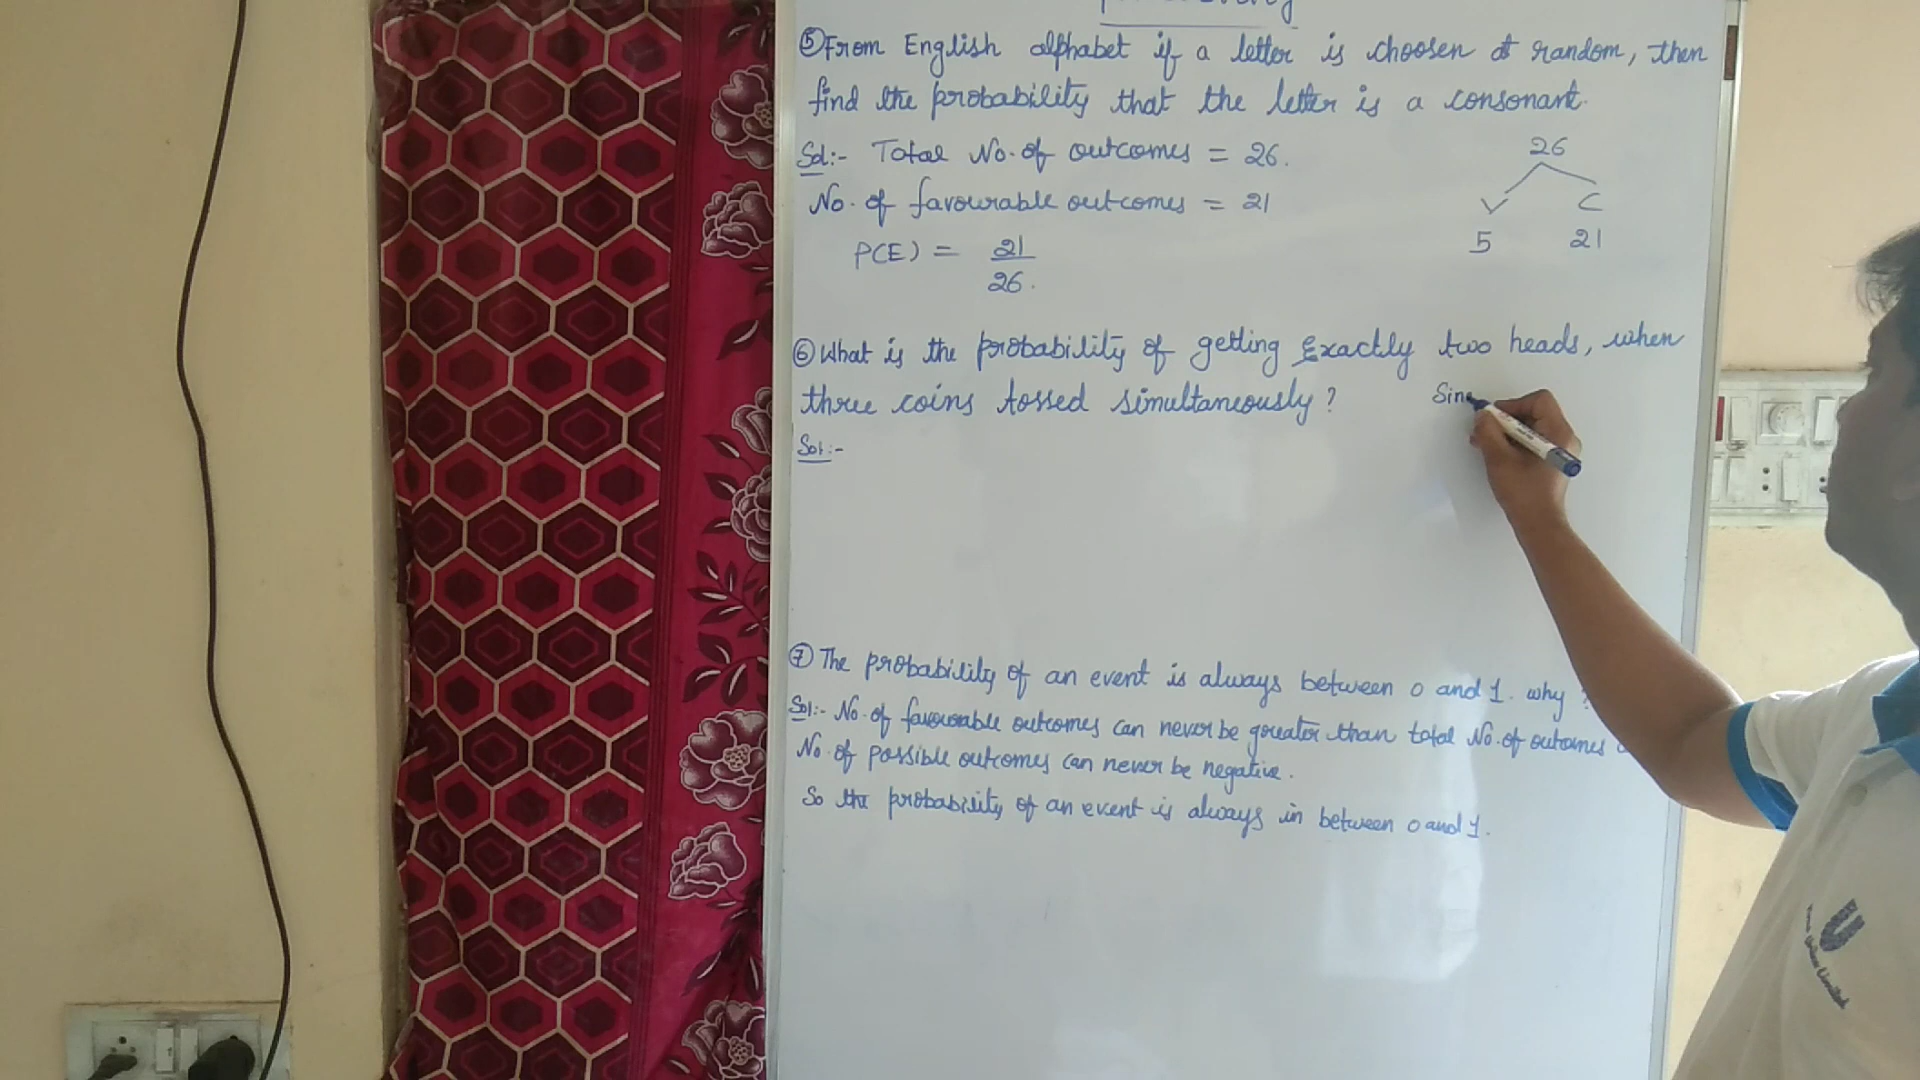 ⑤ From English alphabet if a letter is choosen at random, then
find the probability that the letter is a consonant.
Sol:- Total No. of outcomes = 26.
No. of favourable outcomes = 21
P(E) = 21
26.
26
V C
5 21
⑥ What is the probability of getting Exactly two heads, when
three coins tossed simultaneously?
Sin
Sol:-
⑦ The probability of an event is always between 0 and 1. why ?
Sol:- No. of favourable outcomes can never be greater than total No. of outcomes
No. of possible outcomes can never be negative.
So the probability of an event is always in between 0 and 1.
U